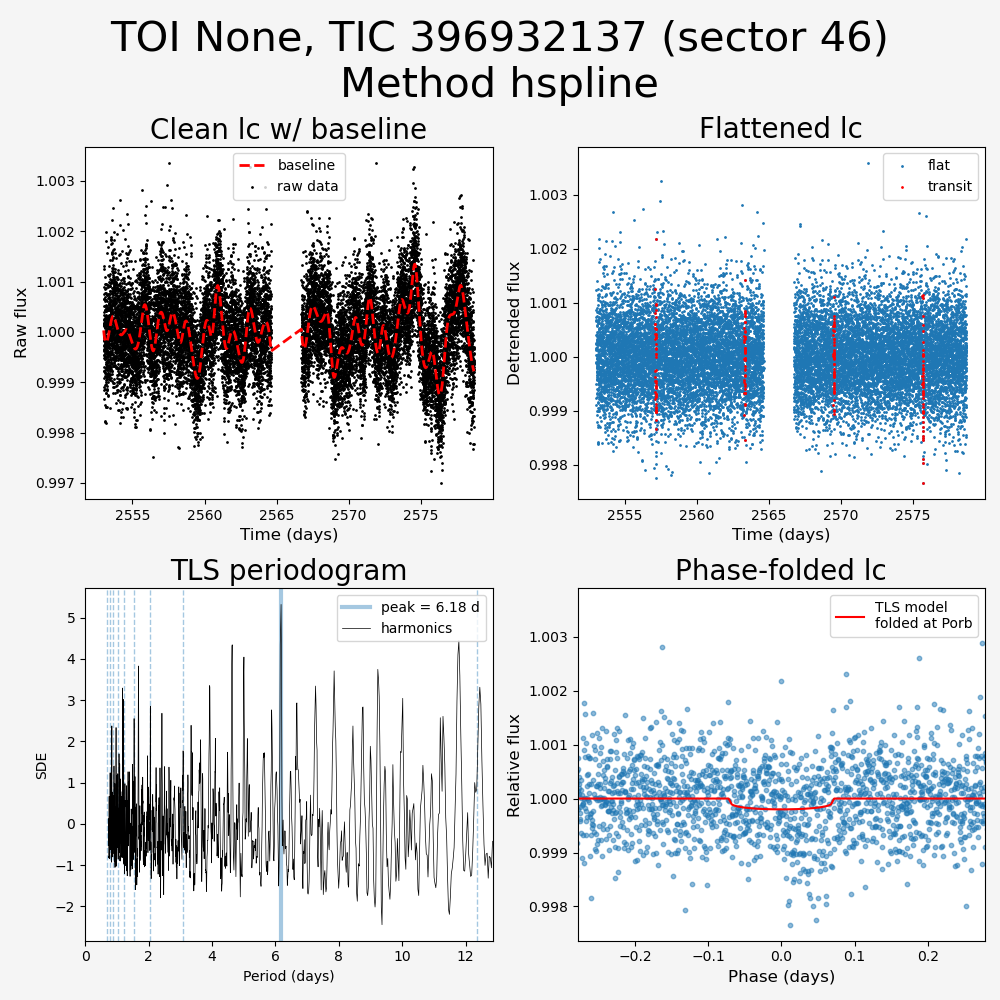 TOI None, TIC 396932137 (sector 46)
Method hspline
Clean lc w/ baseline
baseline
raw data
1.003
1.002
1.001
1.000
0.999
0.998
0.997
Raw flux
2555
2560
2565
2570
2575
Time (days)
Flattened lc
flat
transit
1.003
1.002
1.001
1.000
0.999
0.998
Detrended flux
2555
2560
2565
2570
2575
Time (days)
TLS periodogram
peak = 6.18 d
harmonics
5
4
3
2
1
0
−1
−2
SDE
0
2
4
6
8
10
12
Period (days)
Phase-folded lc
TLS model
folded at Porb
1.003
1.002
1.001
1.000
0.999
0.998
Relative flux
−0.2
−0.1
0.0
0.1
0.2
Phase (days)